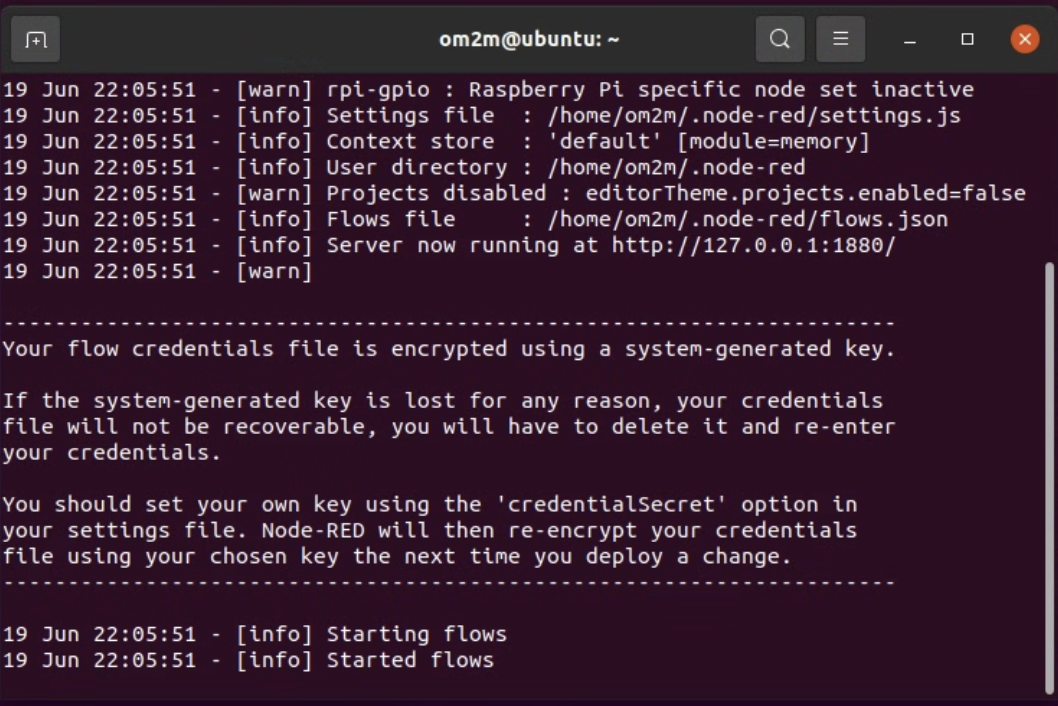 om2m@ubuntu: ~
19 Jun 22:05:51 - [warn] rpi-gpio : Raspberry Pi specific node set inactive
19 Jun 22:05:51 - [info] Settings file  : /home/om2m/.node-red/settings.js
19 Jun 22:05:51 - [info] Context store  : 'default' [module=memory]
19 Jun 22:05:51 - [info] User directory : /home/om2m/.node-red
19 Jun 22:05:51 - [warn] Projects disabled : editorTheme.projects.enabled=false
19 Jun 22:05:51 - [info] Flows file     : /home/om2m/.node-red/flows.json
19 Jun 22:05:51 - [info] Server now running at http://127.0.0.1:1880/
19 Jun 22:05:51 - [warn]
---------------------------------------------------------------------
Your flow credentials file is encrypted using a system-generated key.
If the system-generated key is lost for any reason, your credentials
file will not be recoverable, you will have to delete it and re-enter
your credentials.
You should set your own key using the 'credentialSecret' option in
your settings file. Node-RED will then re-encrypt your credentials
file using your chosen key the next time you deploy a change.
---------------------------------------------------------------------
19 Jun 22:05:51 - [info] Starting flows
19 Jun 22:05:51 - [info] Started flows